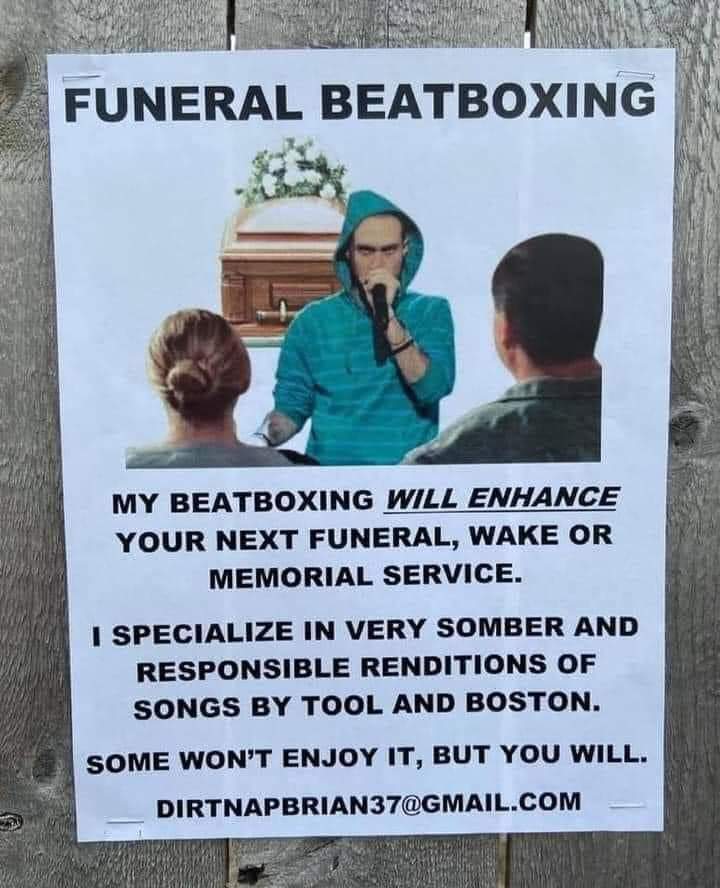 FUNERAL BEATBOXING
MY BEATBOXING WILL ENHANCE
YOUR NEXT FUNERAL, WAKE OR
MEMORIAL SERVICE.
I SPECIALIZE IN VERY SOMBER AND
RESPONSIBLE RENDITIONS OF
SONGS BY TOOL AND BOSTON.
SOME WON'T ENJOY IT, BUT YOU WILL.
DIRTNAPBRIAN37@GMAIL.COM